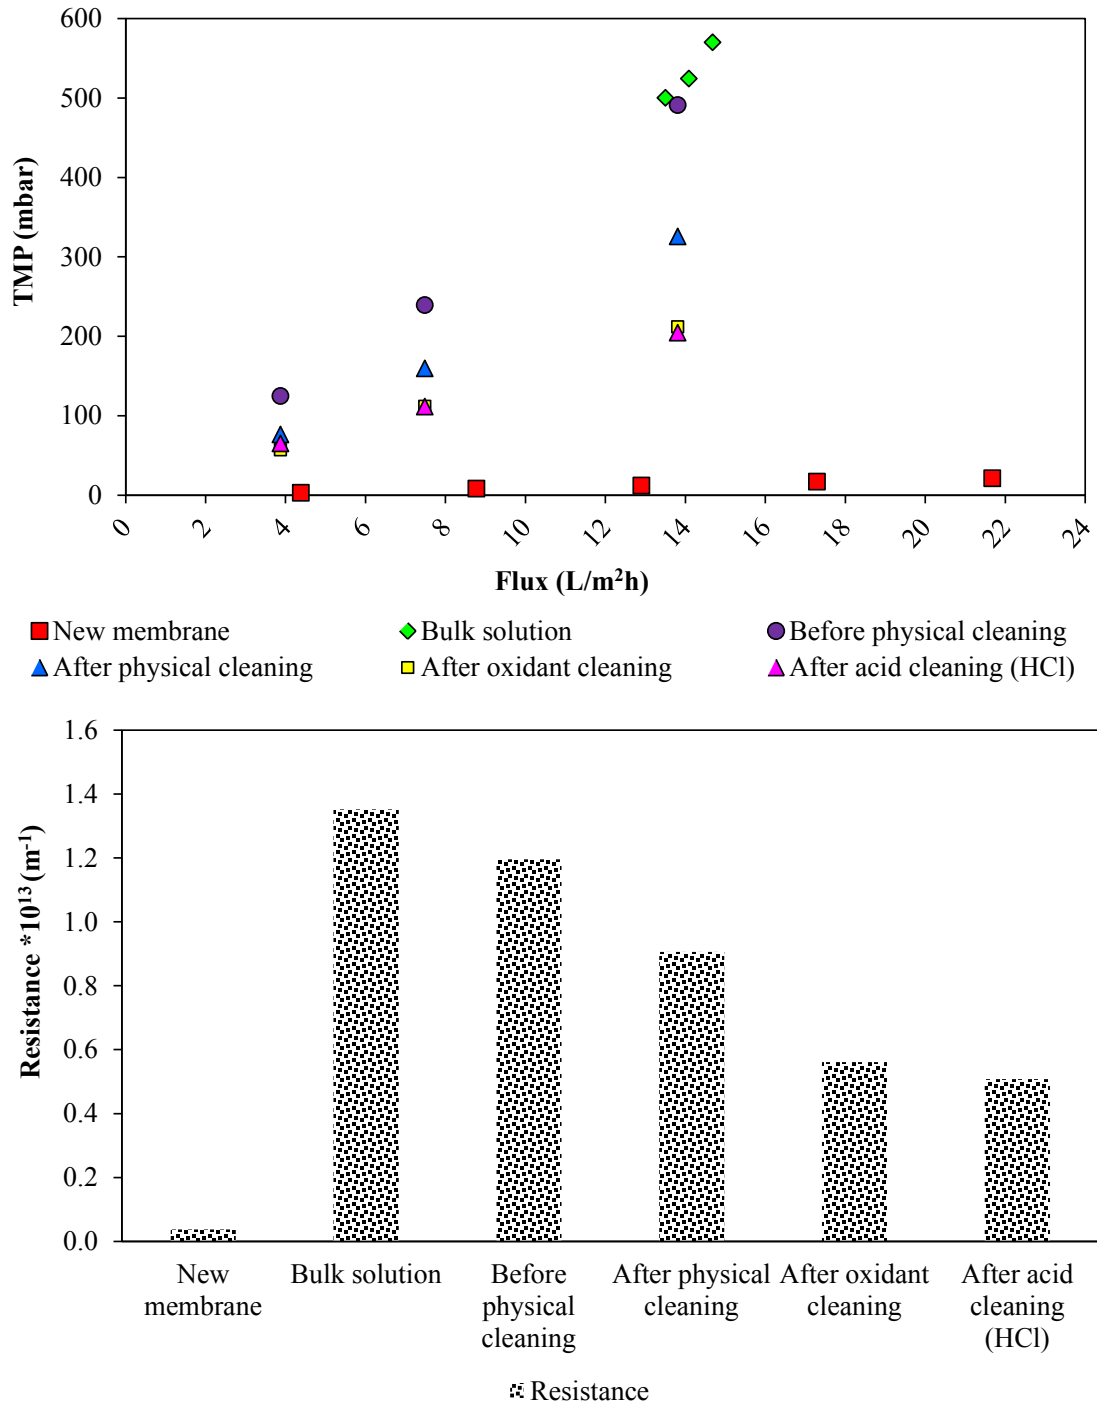 600
500
400
300
200
100
0
TMP (mbar)
0 2 4 6 8 10 12 14 16 18 20 22 24
Flux (L/m²h)
New membrane Bulk solution Before physical cleaning
After physical cleaning After oxidant cleaning After acid cleaning (HCl)
1.6
1.4
1.2
1.0
0.8
0.6
0.4
0.2
0.0
Resistance *10¹³ (m⁻¹)
New Bulk solution Before After physical After oxidant After acid
membrane physical cleaning cleaning cleaning
cleaning (HCl)
Resistance